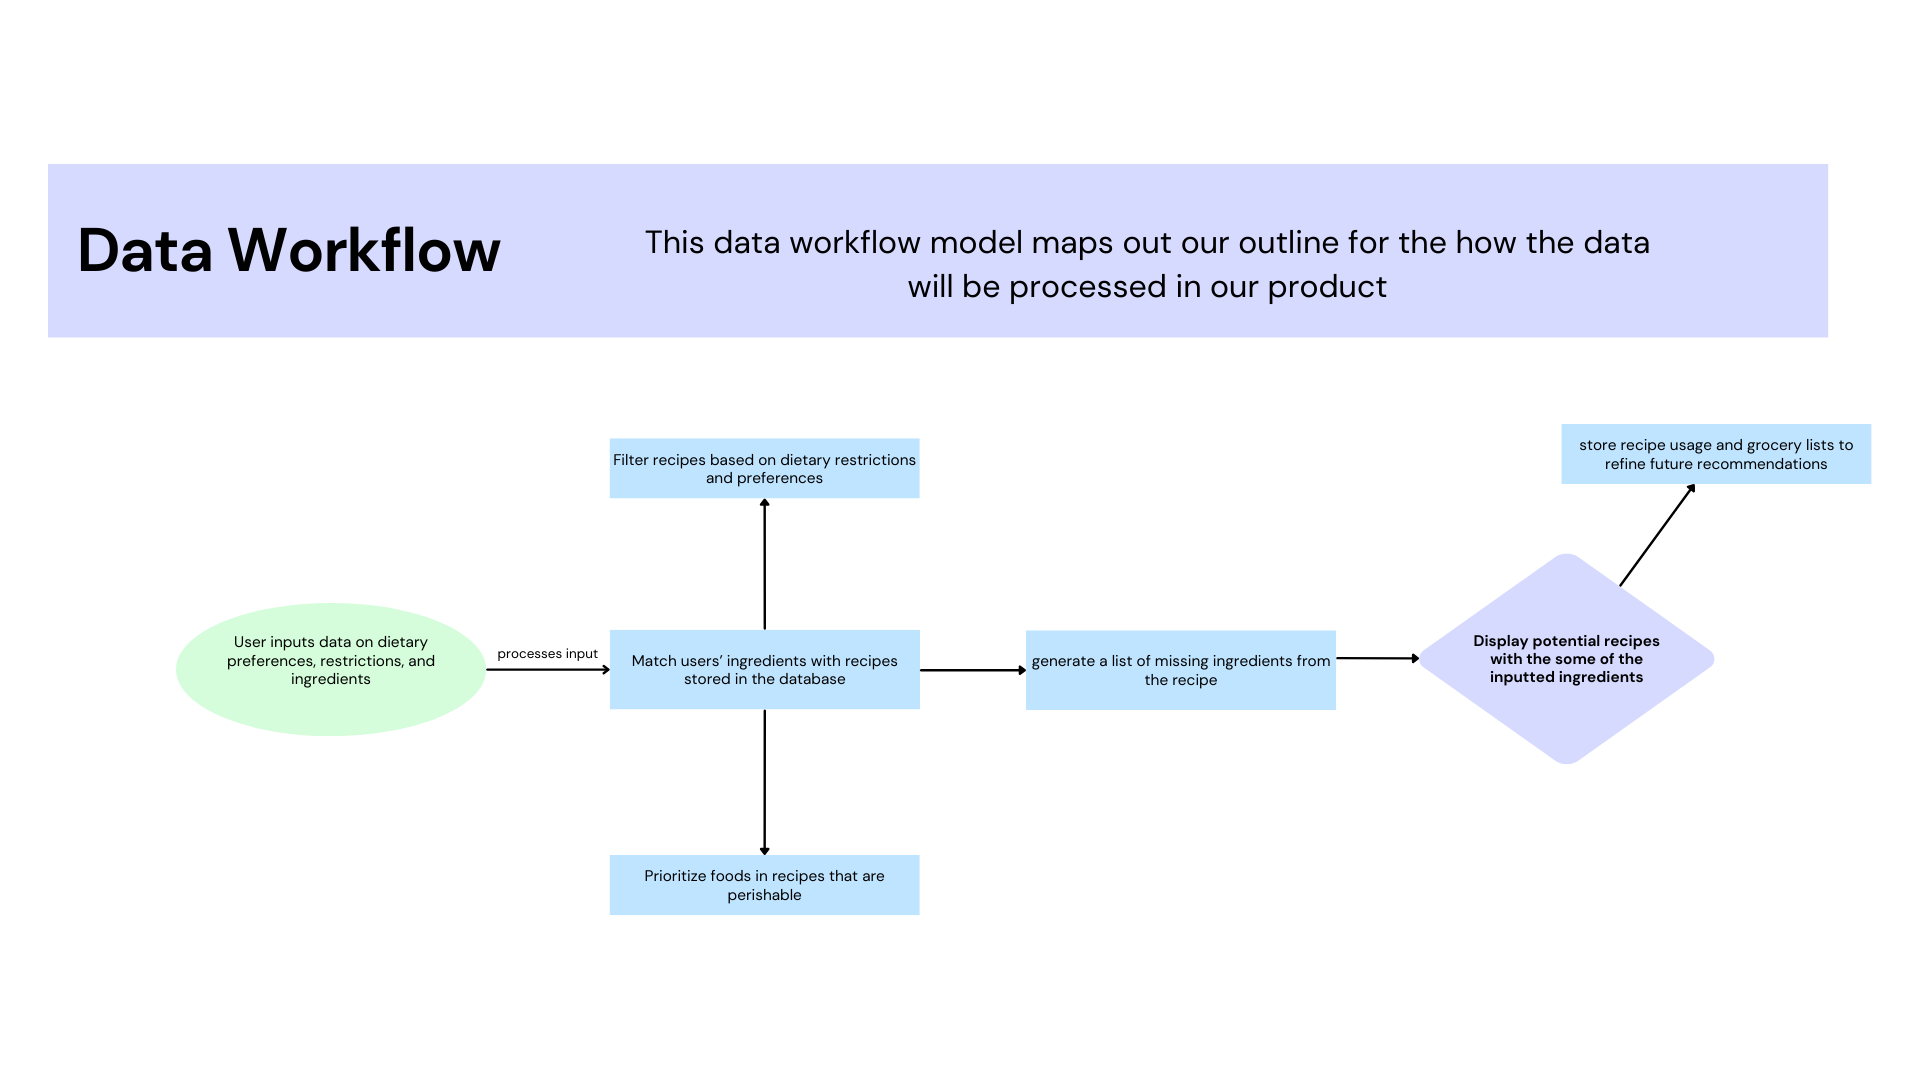 Data Workflow
This data workflow model maps out our outline for the how the data
will be processed in our product
store recipe usage and grocery lists to
refine future recommendations
Filter recipes based on dietary restrictions
and preferences
User inputs data on dietary
preferences, restrictions, and
ingredients
processes input
Match users’ ingredients with recipes
stored in the database
generate a list of missing ingredients from
the recipe
Display potential recipes
with the some of the
inputted ingredients
Prioritize foods in recipes that are
perishable